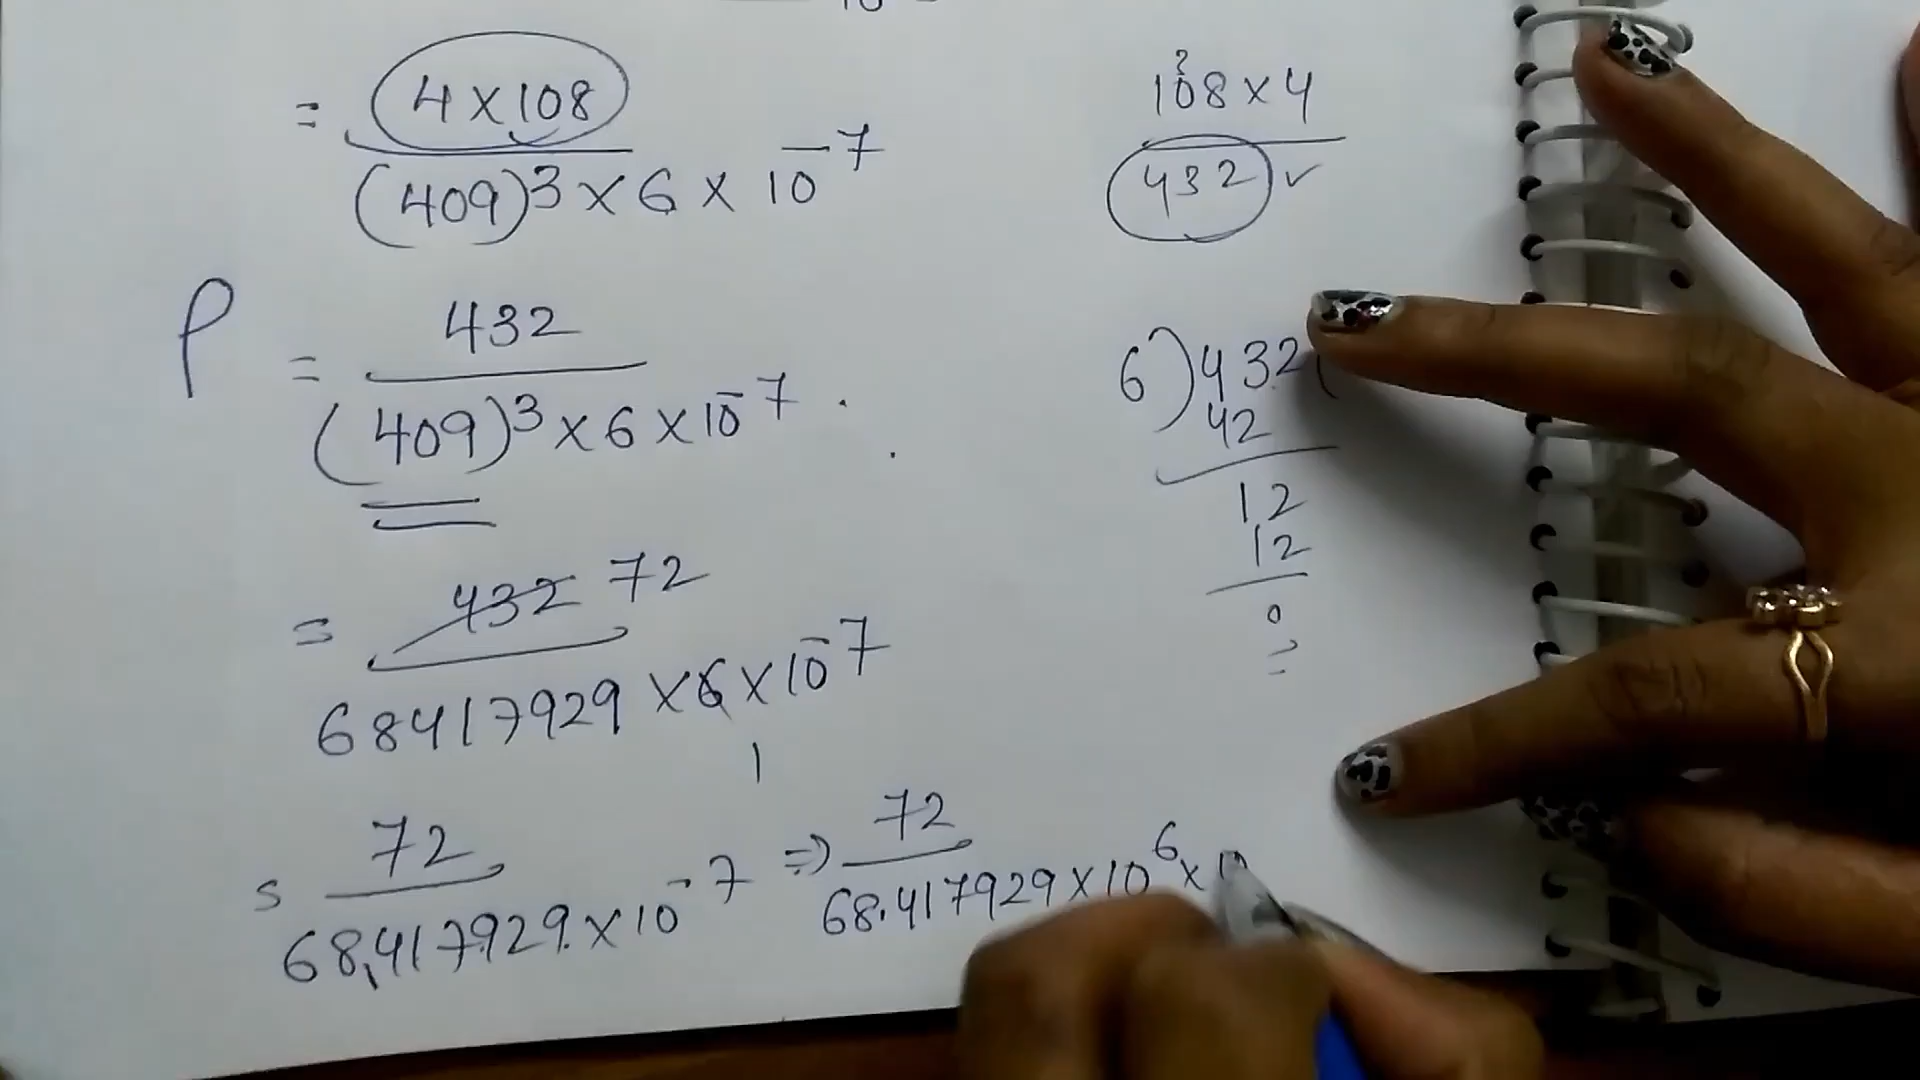 = 4 x 108
(409)³ x 6 x 10⁻⁷
ρ = 432
(409)³ x 6 x 10⁻⁷ .
= 432 72
68417929 x 6 x 10⁻⁷
1
= 72
68,417929. x 10⁻⁷
⇒ 72
68.417929 x 10⁶ x
10²8 x 4
432 ✓
6)432(
42
12
12
0